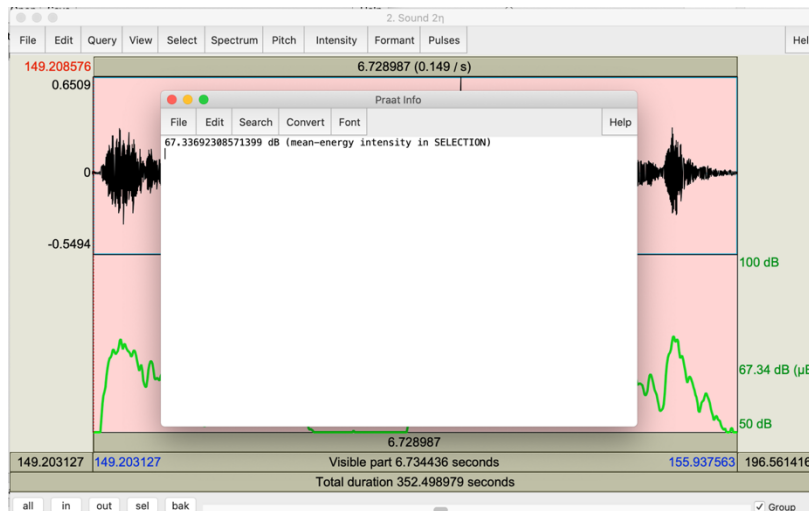 2. Sound 2η
File Edit Query View Select Spectrum Pitch Intensity Formant Pulses
149.208576 6.728987 (0.149 / s)
0.6509
Praat Info
File Edit Search Convert Font Help
67.33692308571399 dB (mean-energy intensity in SELECTION)
0
-0.5494
100 dB
67.34 dB
50 dB
6.728987
149.203127 149.203127 Visible part 6.734436 seconds 155.937563 196.561416
Total duration 352.498979 seconds
all in out sel bak Group